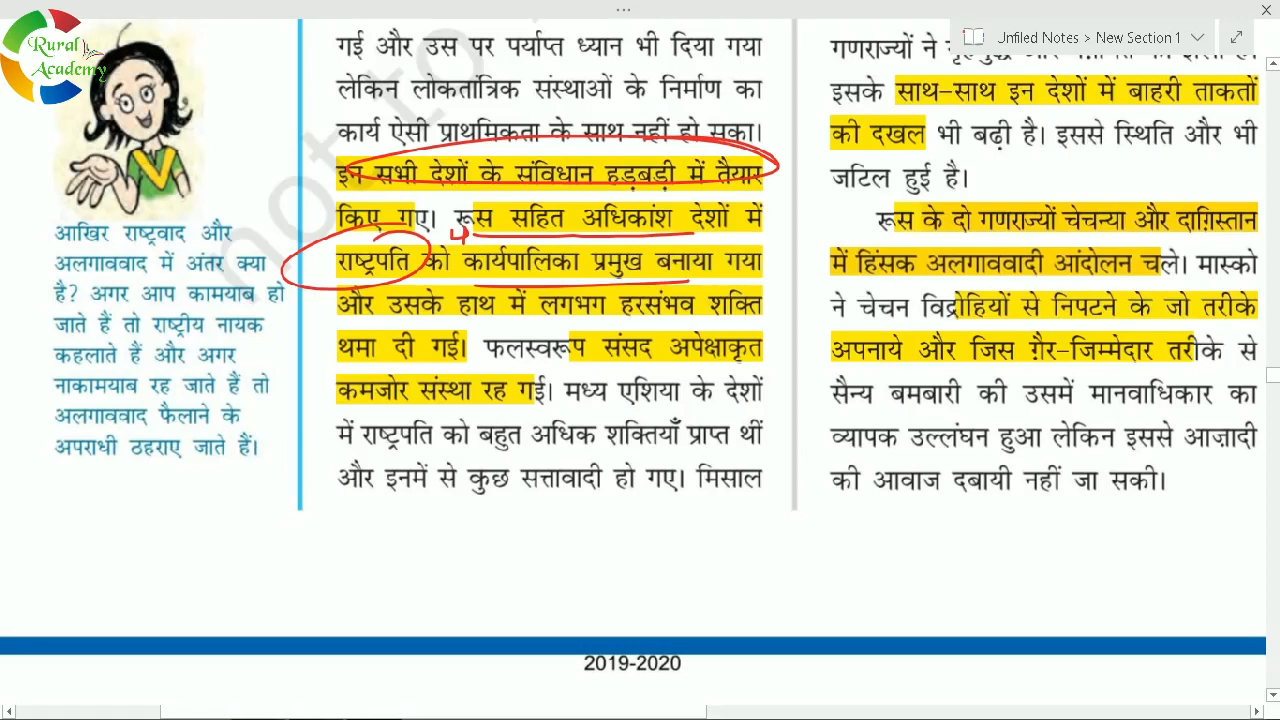 Rural
Academy
Jnfiled Notes > New Section 1
आखिर राष्ट्रवाद और
अलगाववाद में अंतर क्या
है? अगर आप कामयाब हो
जाते हैं तो राष्ट्रीय नायक
कहलाते हैं और अगर
नाकामयाब रह जाते हैं तो
अलगाववाद फैलाने के
अपराधी ठहराए जाते हैं।
not to
गई और उस पर पर्याप्त ध्यान भी दिया गया
लेकिन लोकतांत्रिक संस्थाओं के निर्माण का
कार्य ऐसी प्राथमिकता के साथ नहीं हो सका।
इन सभी देशों के संविधान हड़बड़ी में तैयार
किए गए। रूस सहित अधिकांश देशों में
राष्ट्रपति को कार्यपालिका प्रमुख बनाया गया
और उसके हाथ में लगभग हरसंभव शक्ति
थमा दी गई। फलस्वरूप संसद अपेक्षाकृत
कमजोर संस्था रह गई। मध्य एशिया के देशों
में राष्ट्रपति को बहुत अधिक शक्तियाँ प्राप्त थीं
और इनमें से कुछ सत्तावादी हो गए। मिसाल
गणराज्यों ने
इसके साथ-साथ इन देशों में बाहरी ताकतों
की दखल भी बढ़ी है। इससे स्थिति और भी
जटिल हुई है।
रूस के दो गणराज्यों चेचन्या और दाग़िस्तान
में हिंसक अलगाववादी आंदोलन चले। मास्को
ने चेचन विद्रोहियों से निपटने के जो तरीके
अपनाये और जिस ग़ैर-जिम्मेदार तरीके से
सैन्य बमबारी की उसमें मानवाधिकार का
व्यापक उल्लंघन हुआ लेकिन इससे आज़ादी
की आवाज दबायी नहीं जा सकी।
2019-2020